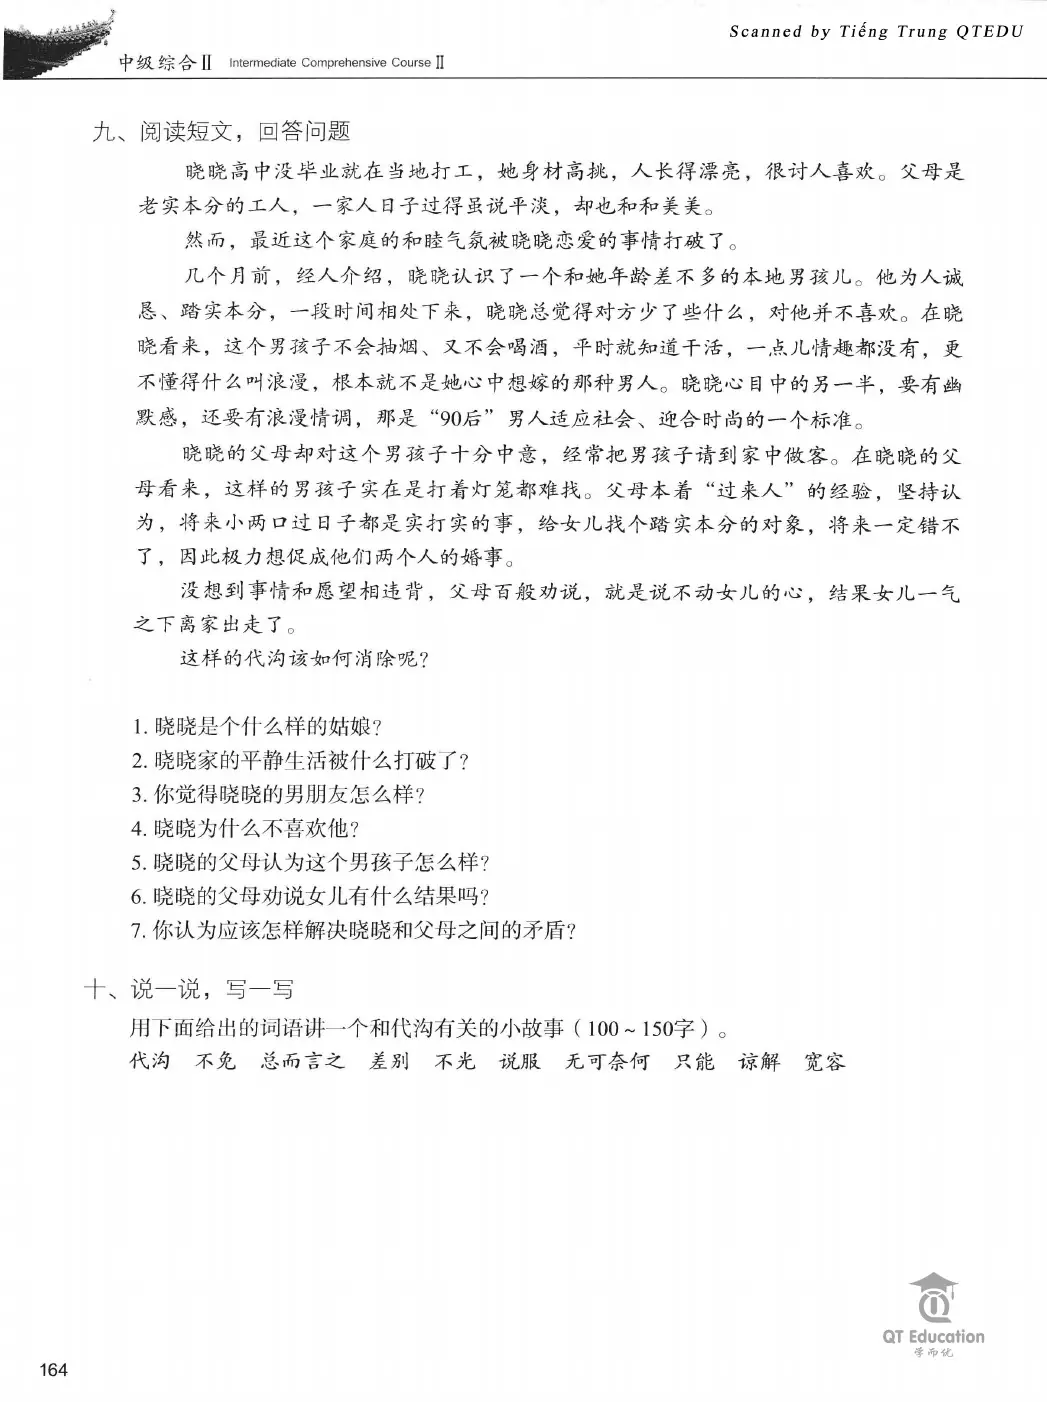 Scanned by Tiếng Trung QTEDU
中级综合Ⅱ Intermediate Comprehensive Course Ⅱ
九、阅读短文，回答问题
晓晓高中没毕业就在当地打工，她身材高挑，人长得漂亮，很讨人喜欢。父母是
老实本分的工人，一家人日子过得虽说平淡，却也和和美美。
然而，最近这个家庭的和睦气氛被晓晓恋爱的事情打破了。
几个月前，经人介绍，晓晓认识了一个和她年龄差不多的本地男孩儿。他为人诚
恳、踏实本分，一段时间相处下来，晓晓总觉得对方少了些什么，对他并不喜欢。在晓
晓看来，这个男孩子不会抽烟、又不会喝酒，平时就知道干活，一点儿情趣都没有，更
不懂得什么叫浪漫，根本就不是她心中想嫁的那种男人。晓晓心目中的另一半，要有幽
默感，还要有浪漫情调，那是“90后”男人适应社会、迎合时尚的一个标准。
晓晓的父母却对这个男孩子十分中意，经常把男孩子请到家中做客。在晓晓的父
母看来，这样的男孩子实在是打着灯笼都难找。父母本着“过来人”的经验，坚持认
为，将来小两口过日子都是实打实的事，给女儿找个踏实本分的对象，将来一定错不
了，因此极力想促成他们两个人的婚事。
没想到事情和愿望相违背，父母百般劝说，就是说不动女儿的心，结果女儿一气
之下离家出走了。
这样的代沟该如何消除呢？
1. 晓晓是个什么样的姑娘？
2. 晓晓家的平静生活被什么打破了？
3. 你觉得晓晓的男朋友怎么样？
4. 晓晓为什么不喜欢他？
5. 晓晓的父母认为这个男孩子怎么样？
6. 晓晓的父母劝说女儿有什么结果吗？
7. 你认为应该怎样解决晓晓和父母之间的矛盾？
十、说一说，写一写
用下面给出的词语讲一个和代沟有关的小故事（100～150字）。
代沟 不免 总而言之 差别 不光 说服 无可奈何 只能 谅解 宽容
QT Education
学而优
164